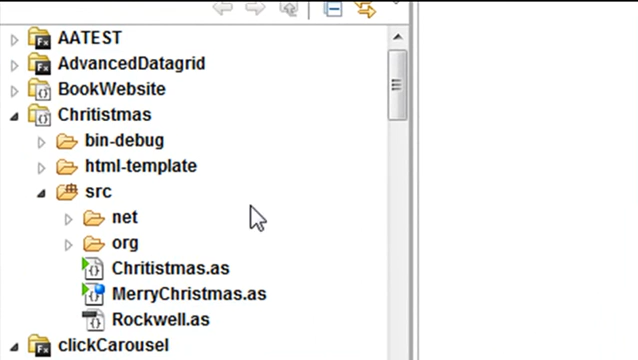 AATEST
AdvancedDatagrid
BookWebsite
Chritistmas
bin-debug
html-template
src
net
org
Chritistmas.as
MerryChristmas.as
Rockwell.as
clickCarousel